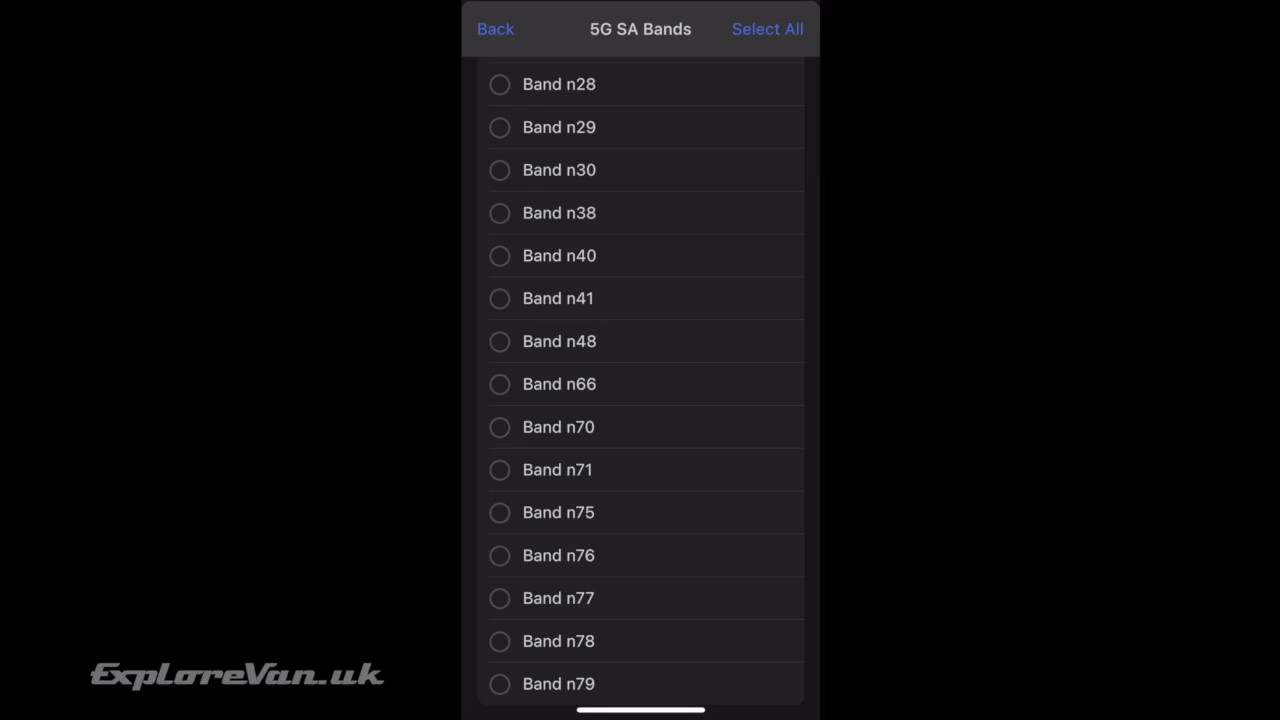 Back 5G SA Bands Select All
Band n28
Band n29
Band n30
Band n38
Band n40
Band n41
Band n48
Band n66
Band n70
Band n71
Band n75
Band n76
Band n77
Band n78
Band n79
ExploreVan.uk